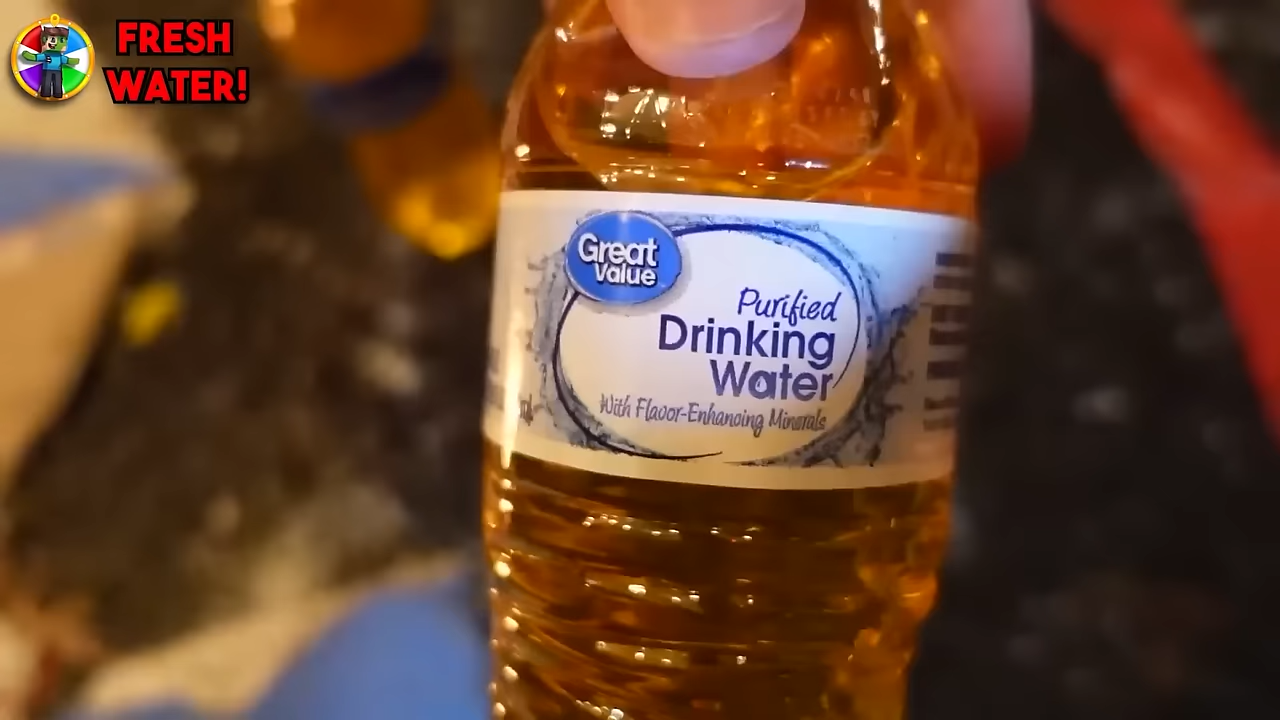 FRESH
WATER!
Great
Value
Purified
Drinking
Water
With Flavor-Enhancing Minerals